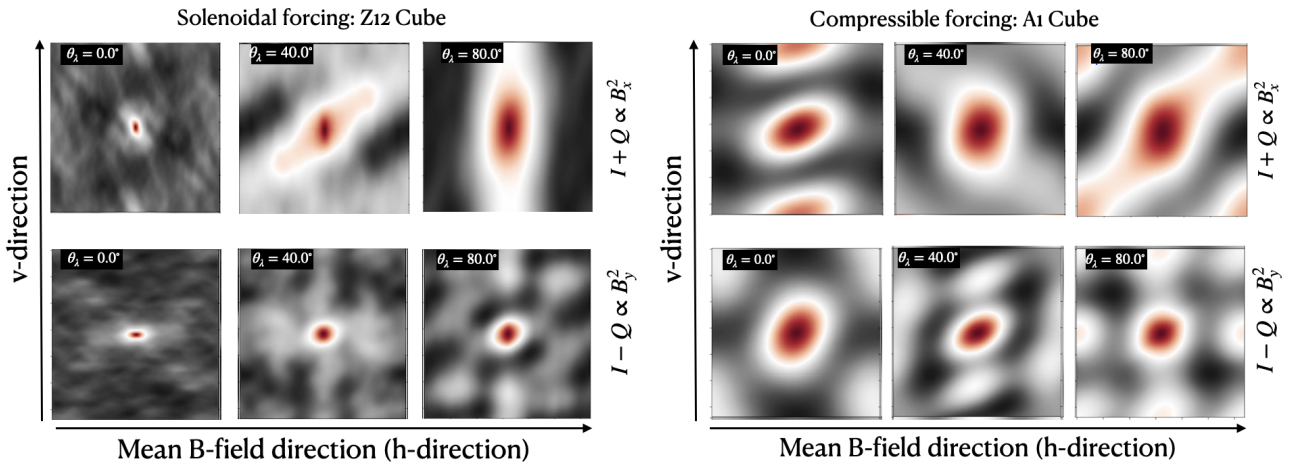 Solenoidal forcing: Z12 Cube
θλ = 0.0°
θλ = 40.0°
θλ = 80.0°
I + Q ∝ B_x^2
θλ = 0.0°
θλ = 40.0°
θλ = 80.0°
I − Q ∝ B_y^2
v-direction
Mean B-field direction (h-direction)
Compressible forcing: A1 Cube
θλ = 0.0°
θλ = 40.0°
θλ = 80.0°
I + Q ∝ B_x^2
θλ = 0.0°
θλ = 40.0°
θλ = 80.0°
I − Q ∝ B_y^2
v-direction
Mean B-field direction (h-direction)